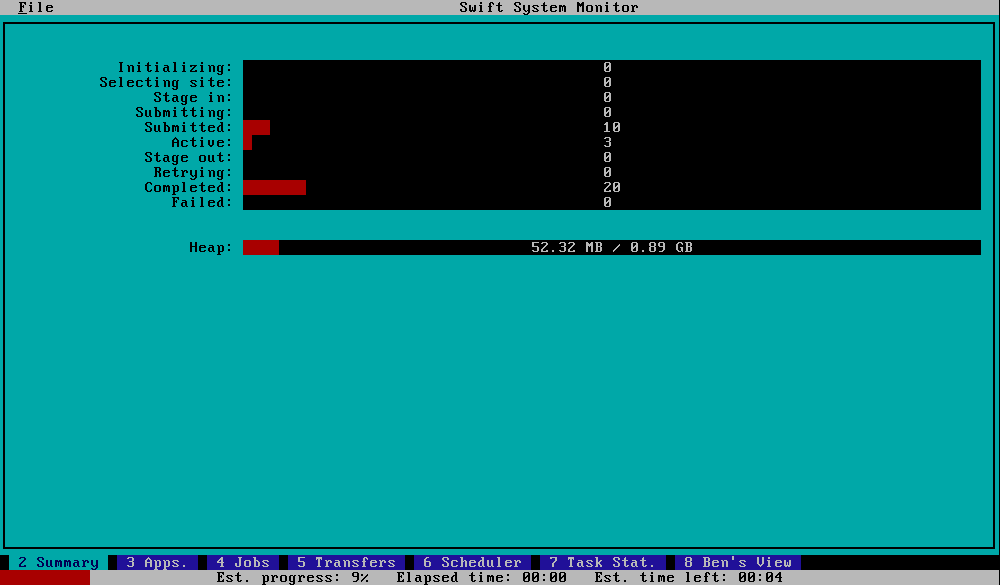 File Swift System Monitor
Initializing: 0
Selecting site: 0
Stage in: 0
Submitting: 0
Submitted: 10
Active: 3
Stage out: 0
Retrying: 0
Completed: 20
Failed: 0
Heap: 52.32 MB / 0.89 GB
2 Summary 3 Apps. 4 Jobs 5 Transfers 6 Scheduler 7 Task Stat. 8 Ben's View
Est. progress: 9% Elapsed time: 00:00 Est. time left: 00:04